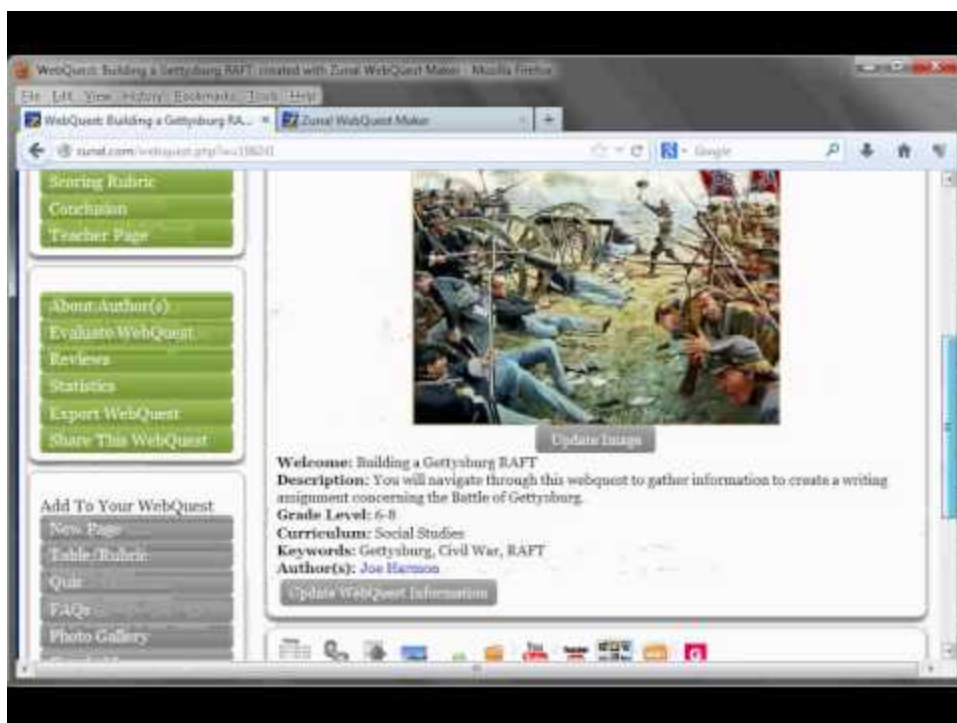 WebQuest: Building a Gettysburg RAFT created with Zunal WebQuest Maker - Mozilla Firefox
File Edit View History Bookmarks Tools Help
WebQuest: Building a Gettysburg RA... Zunal WebQuest Maker
Google
Scoring Rubric
Conclusion
Teacher Page
About Author(s)
Evaluate WebQuest
Reviews
Statistics
Export WebQuest
Share This WebQuest
Add To Your WebQuest
New Page
Table/Rubric
Quiz
FAQs
Photo Gallery
Update Image
Welcome: Building a Gettysburg RAFT
Description: You will navigate through this webquest to gather information to create a writing
assignment concerning the Battle of Gettysburg.
Grade Level: 6-8
Curriculum: Social Studies
Keywords: Gettysburg, Civil War, RAFT
Author(s): Joe Harmon
Update WebQuest Information
You